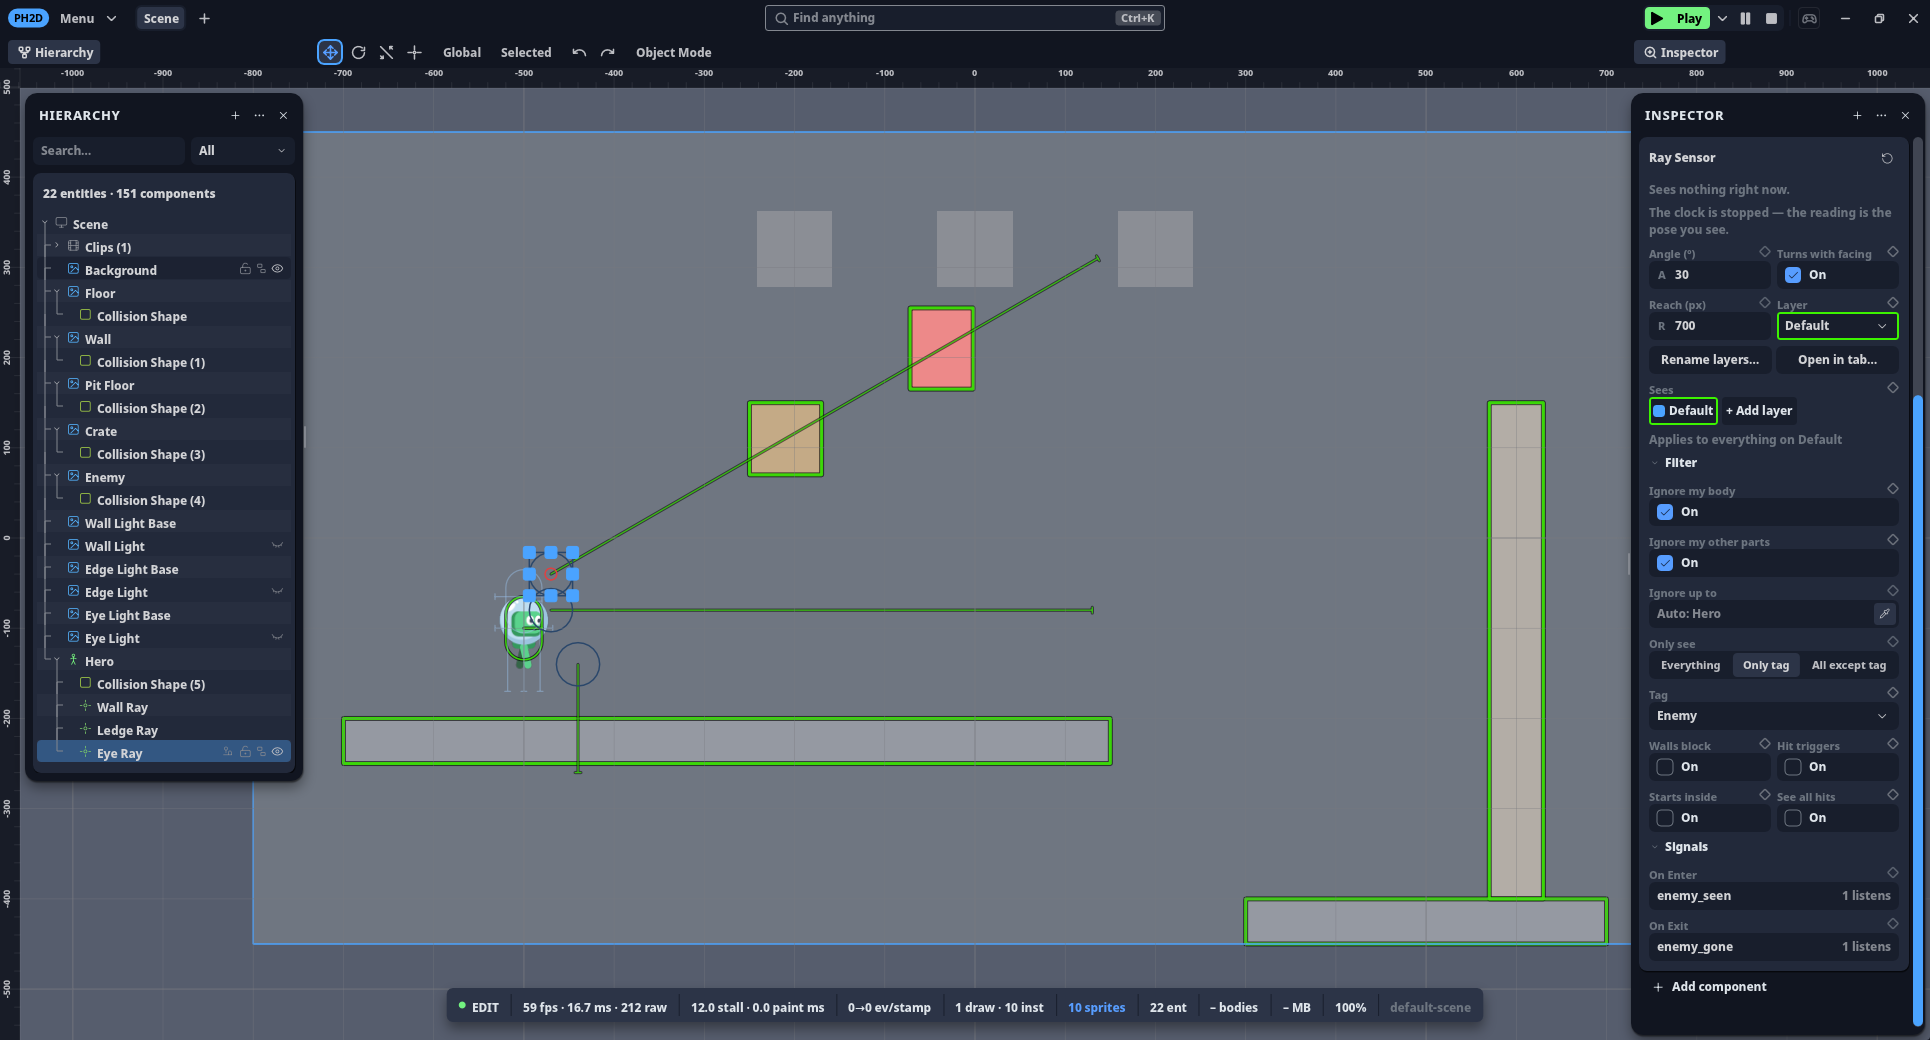 PH2D Menu Scene + Find anything Ctrl+K Play
Hierarchy Global Selected Object Mode Inspector
-1000 -900 -800 -700 -600 -500 -400 -300 -200 -100 0 100 200 300 400 500 600 700 800 900 1000
500
400
300
200
100
0
-100
-200
-300
-400
-500
HIERARCHY
Search...
All
22 entities · 151 components
Scene
Clips (1)
Background
Floor
Collision Shape
Wall
Collision Shape (1)
Pit Floor
Collision Shape (2)
Crate
Collision Shape (3)
Enemy
Collision Shape (4)
Wall Light Base
Wall Light
Edge Light Base
Edge Light
Eye Light Base
Eye Light
Hero
Collision Shape (5)
Wall Ray
Ledge Ray
Eye Ray
INSPECTOR
Ray Sensor
Sees nothing right now.
The clock is stopped — the reading is the
pose you see.
Angle (°) Turns with facing
A 30 On
Reach (px) Layer
R 700 Default
Rename layers... Open in tab...
Sees
Default + Add layer
Applies to everything on Default
Filter
Ignore my body
On
Ignore my other parts
On
Ignore up to
Auto: Hero
Only see
Everything Only tag All except tag
Tag
Enemy
Walls block Hit triggers
On On
Starts inside See all hits
On On
Signals
On Enter
enemy_seen 1 listens
On Exit
enemy_gone 1 listens
+ Add component
EDIT 59 fps · 16.7 ms · 212 raw 12.0 stall · 0.0 paint ms 0→0 ev/stamp 1 draw · 10 inst 10 sprites 22 ent – bodies – MB 100% default-scene